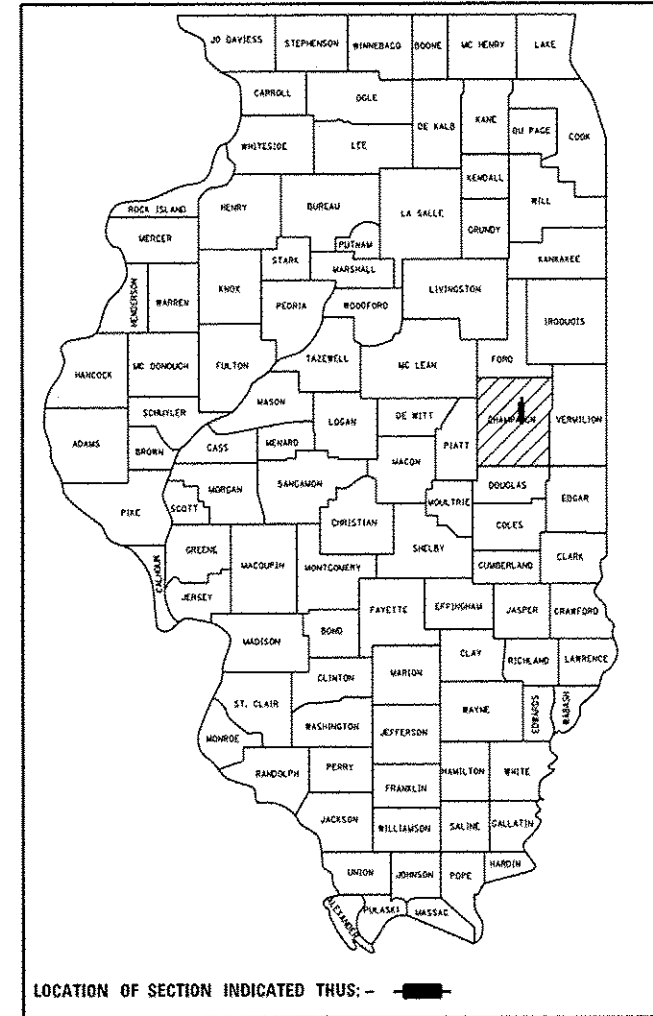 JO DAVIESS STEPHENSON WINNEBAGO BOONE MC HENRY LAKE
CARROLL OGLE DE KALB KANE DU PAGE COOK
WHITESIDE LEE KENDALL WILL
ROCK ISLAND HENRY BUREAU LA SALLE GRUNDY
MERCER PUTNAM KANKAKEE
STARK MARSHALL
HENDERSON WARREN KNOX PEORIA WOODFORD LIVINGSTON IROQUOIS
HANCOCK MC DONOUGH FULTON TAZEWELL MC LEAN FORD
SCHUYLER MASON LOGAN DE WITT CHAMPAIGN VERMILION
ADAMS BROWN CASS MENARD MACON PIATT
PIKE SCOTT MORGAN SANGAMON CHRISTIAN MOULTRIE DOUGLAS EDGAR
COLES
CALHOUN GREENE MACOUPIN MONTGOMERY SHELBY CUMBERLAND CLARK
JERSEY FAYETTE EFFINGHAM JASPER CRAWFORD
MADISON BOND
CLAY RICHLAND LAWRENCE
CLINTON MARION
ST. CLAIR WAYNE EDWARDS WABASH
WASHINGTON JEFFERSON
MONROE
RANDOLPH PERRY HAMILTON WHITE
FRANKLIN
JACKSON WILLIAMSON SALINE GALLATIN
UNION JOHNSON POPE HARDIN
ALEXANDER PULASKI MASSAC
LOCATION OF SECTION INDICATED THUS: -